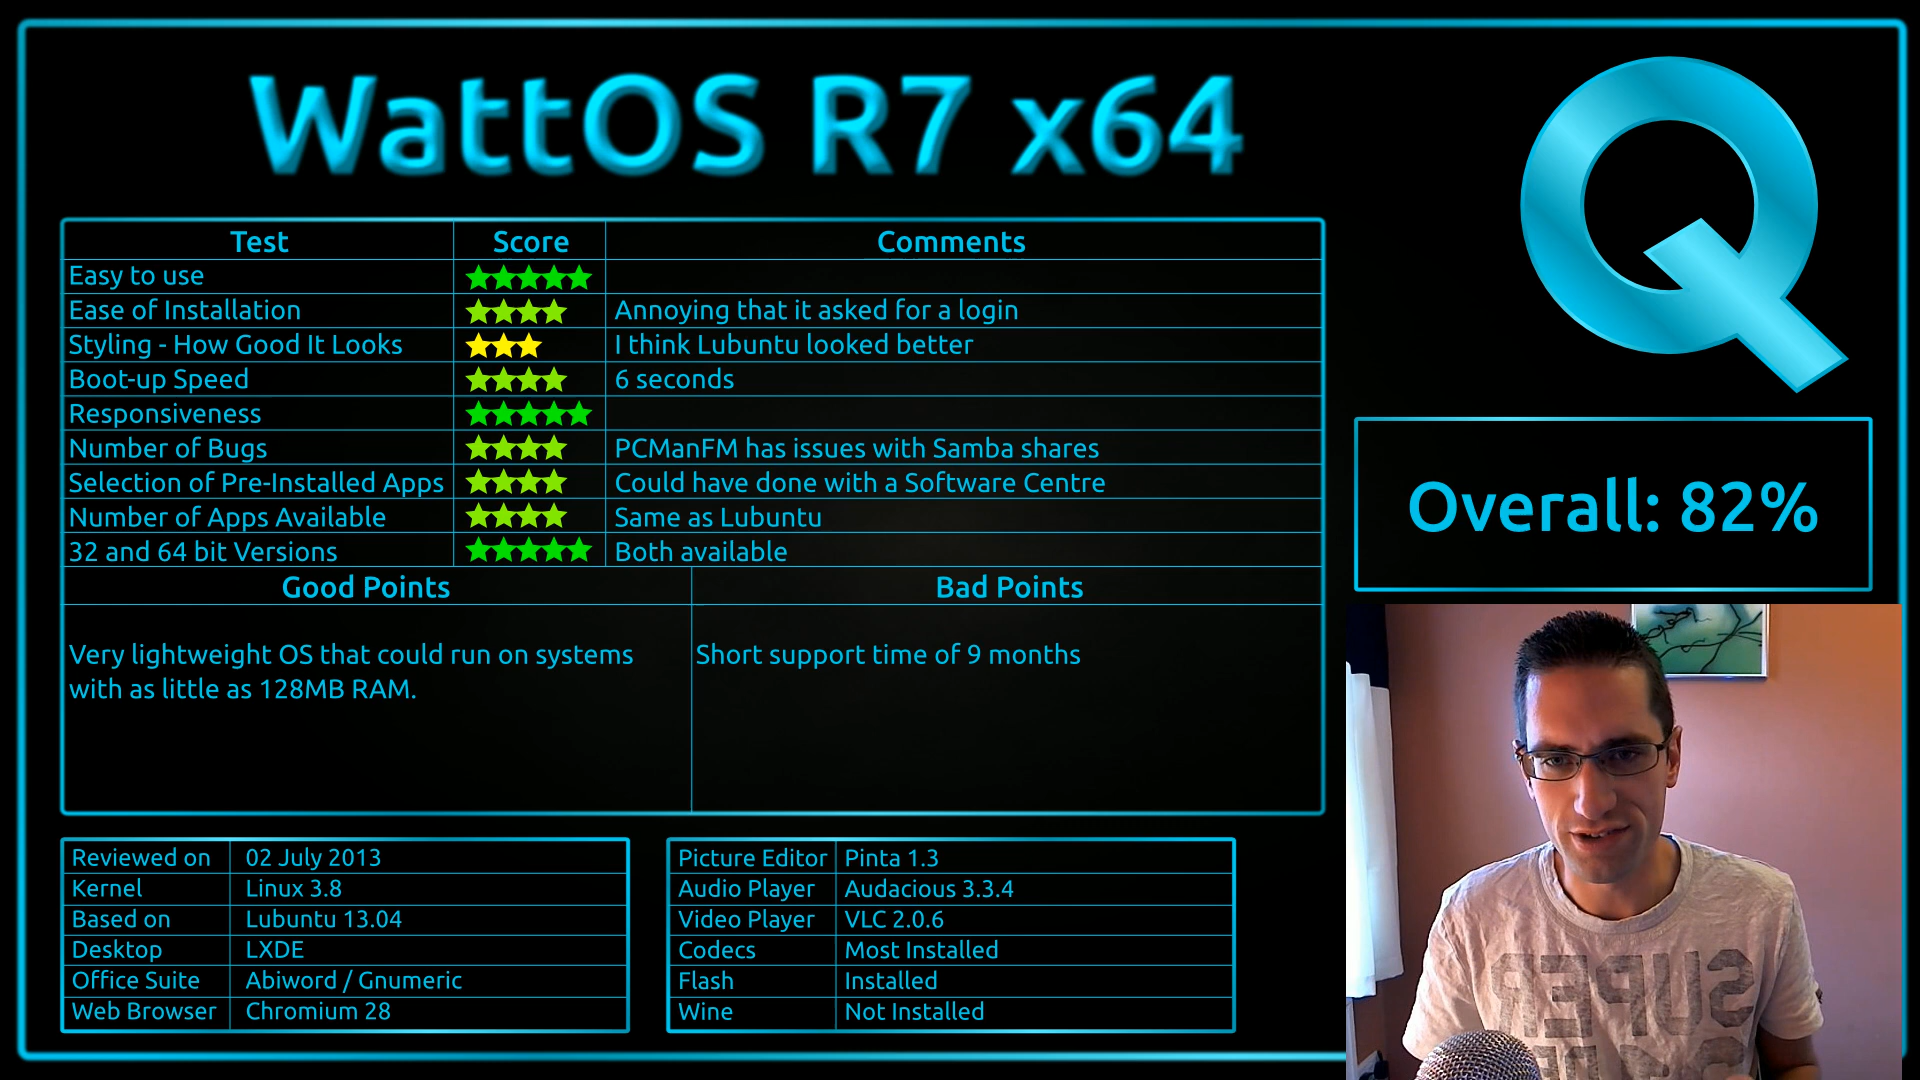 WattOS R7 x64
Q
Test Score Comments
Easy to use
Ease of Installation Annoying that it asked for a login
Styling - How Good It Looks I think Lubuntu looked better
Boot-up Speed 6 seconds
Responsiveness
Number of Bugs PCManFM has issues with Samba shares
Selection of Pre-Installed Apps Could have done with a Software Centre
Number of Apps Available Same as Lubuntu
32 and 64 bit Versions Both available
Good Points Bad Points
Very lightweight OS that could run on systems
with as little as 128MB RAM.
Short support time of 9 months
Overall: 82%
Reviewed on 02 July 2013
Kernel Linux 3.8
Based on Lubuntu 13.04
Desktop LXDE
Office Suite Abiword / Gnumeric
Web Browser Chromium 28
Picture Editor Pinta 1.3
Audio Player Audacious 3.3.4
Video Player VLC 2.0.6
Codecs Most Installed
Flash Installed
Wine Not Installed
SUPER